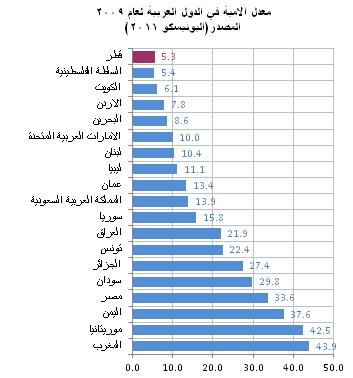 معدل الامية في الدول العربية لعام ٢٠٠٩
المصدر(اليونيسكو ٢٠١١)
قطر 5.3
السلطة الفلسطينية 5.4
الكويت 6.1
الاردن 7.8
البحرين 8.6
الامارات العربية المتحدة 10.0
لبنان 10.4
ليبيا 11.1
عمان 13.4
المملكة العربية السعودية 13.9
سوريا 15.8
العراق 21.9
تونس 22.4
الجزائر 27.4
سودان 29.8
مصر 33.6
اليمن 37.6
موريتانيا 42.5
المغرب 43.9
0.0 10.0 20.0 30.0 40.0 50.0